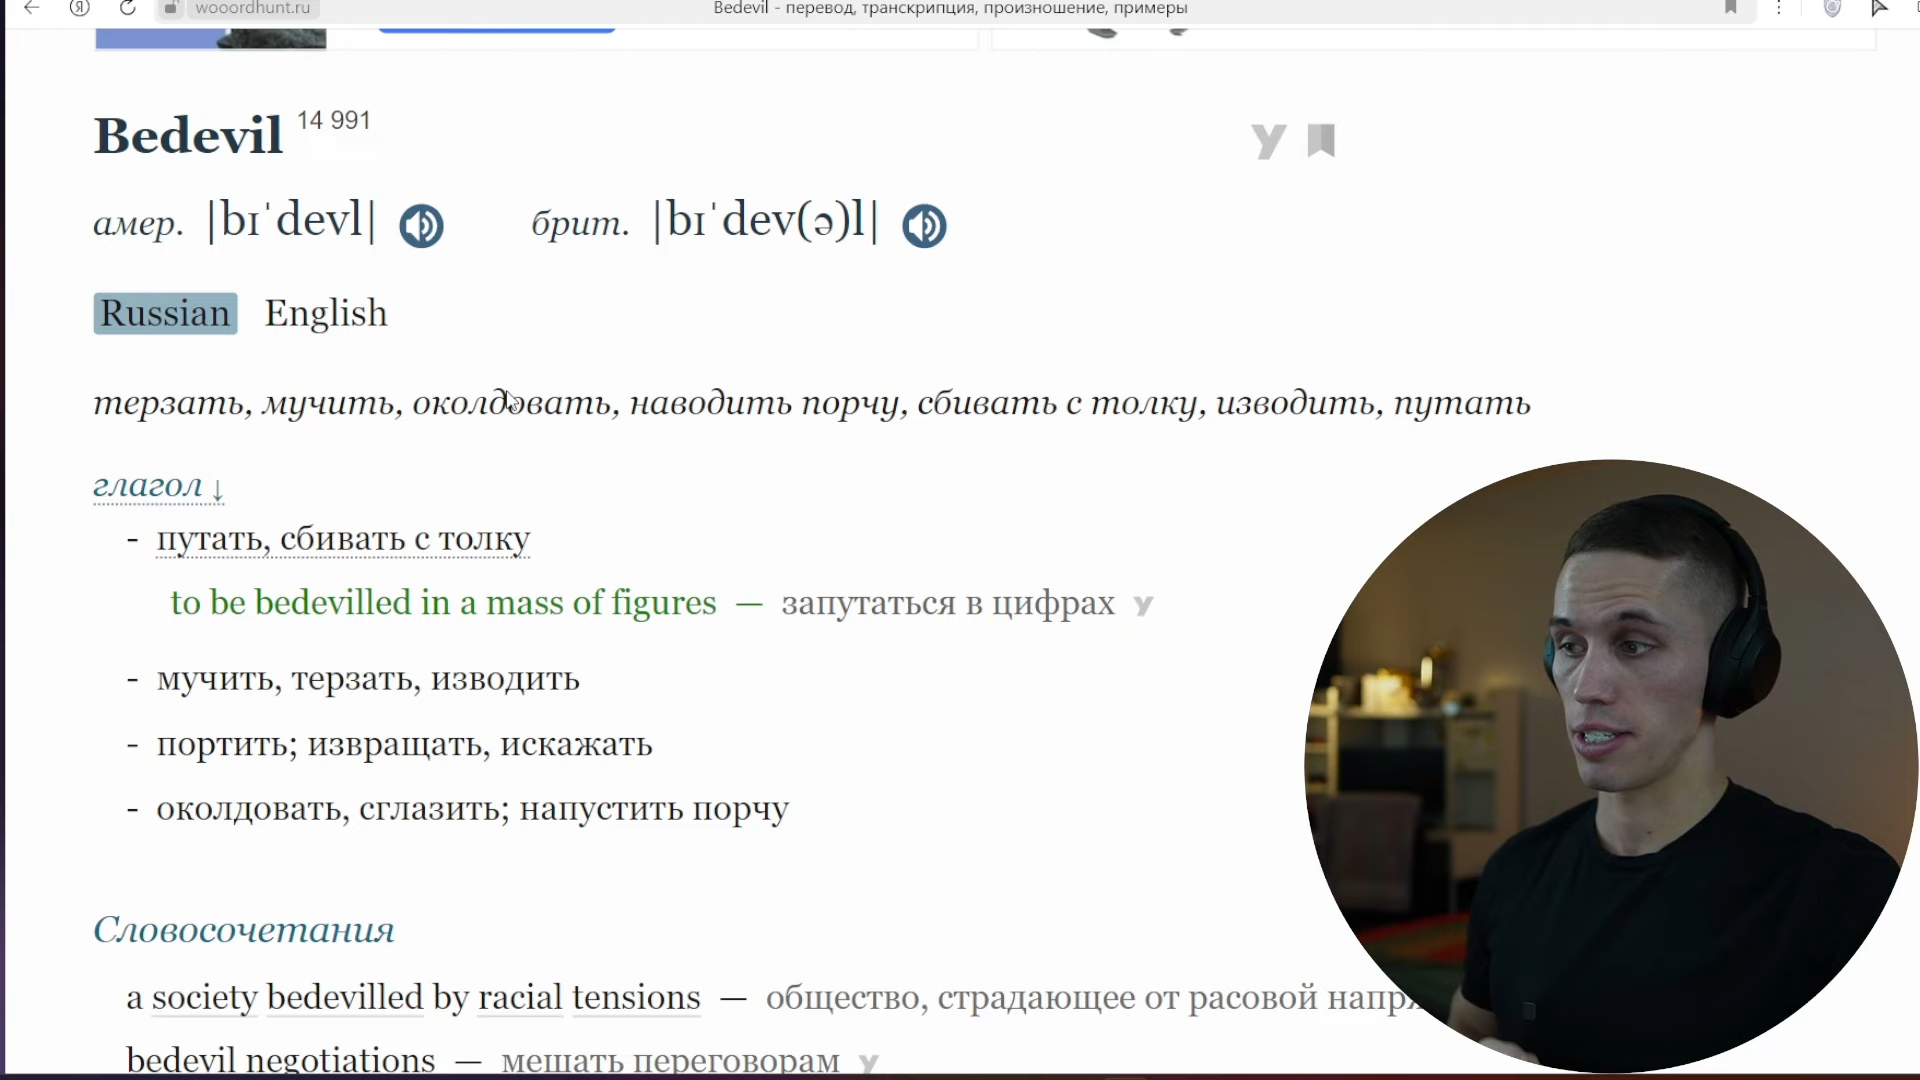 wooordhunt.ru
Bedevil - перевод, транскрипция, произношение, примеры
Bedevil 14 991
амер. |bɪˈdevl| брит. |bɪˈdev(ə)l|
Russian English
терзать, мучить, околдовать, наводить порчу, сбивать с толку, изводить, путать
глагол ↓
- путать, сбивать с толку
to be bedevilled in a mass of figures — запутаться в цифрах
- мучить, терзать, изводить
- портить; извращать, искажать
- околдовать, сглазить; напустить порчу
Словосочетания
a society bedevilled by racial tensions — общество, страдающее от расовой
bedevil negotiations — мешать переговорам